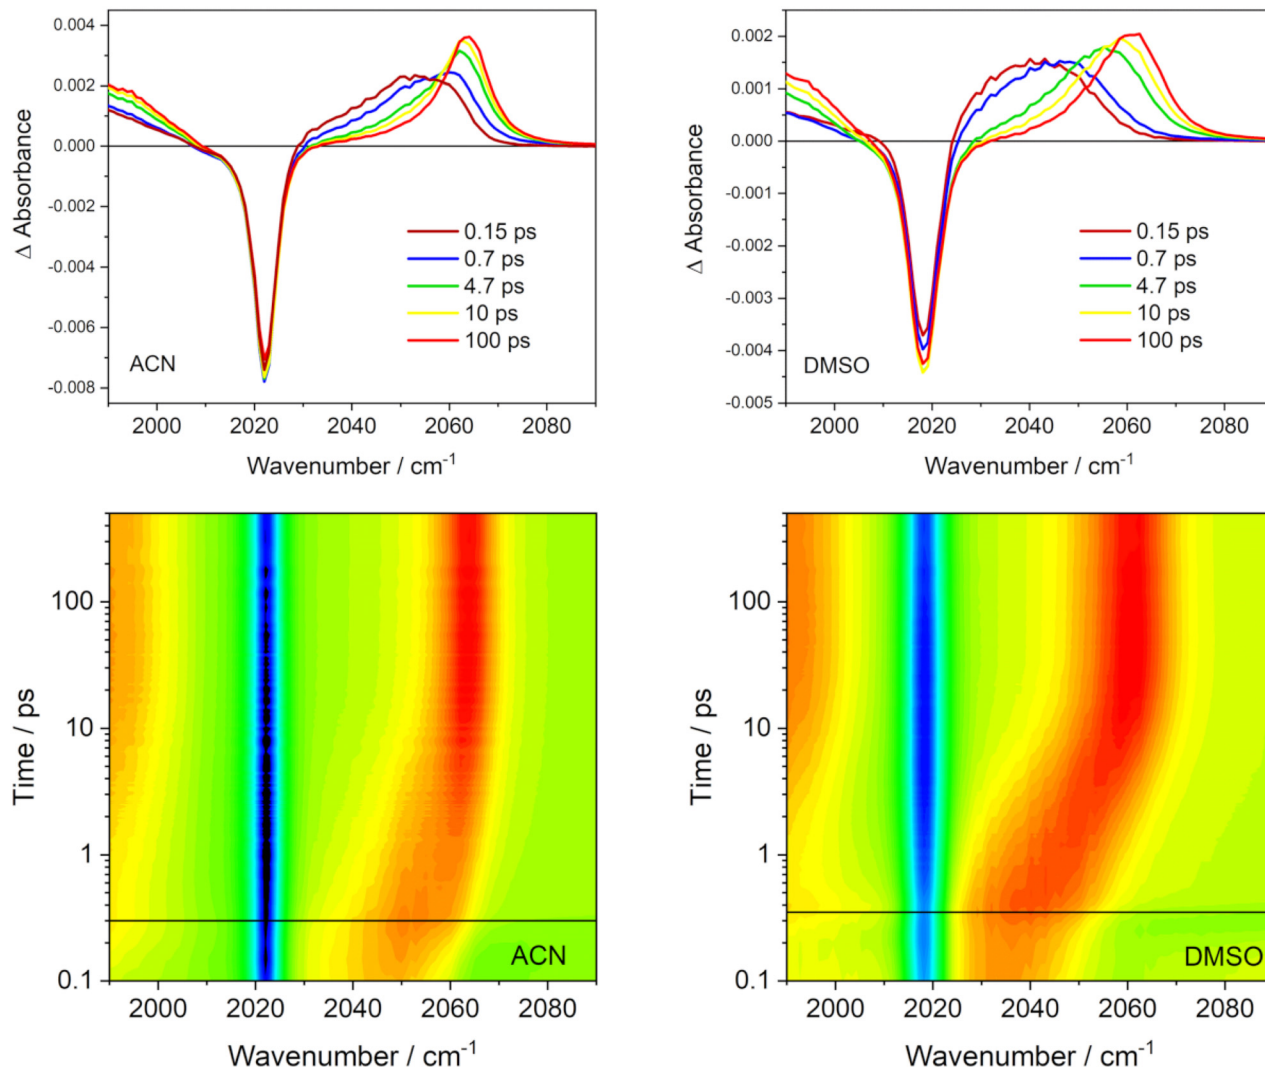 0.004
0.002
0.000
-0.002
-0.004
-0.006
-0.008
Δ Absorbance
0.15 ps
0.7 ps
4.7 ps
10 ps
100 ps
ACN
2000 2020 2040 2060 2080
Wavenumber / cm⁻¹
0.002
0.001
0.000
-0.001
-0.002
-0.003
-0.004
-0.005
Δ Absorbance
0.15 ps
0.7 ps
4.7 ps
10 ps
100 ps
DMSO
2000 2020 2040 2060 2080
Wavenumber / cm⁻¹
100
10
1
0.1
Time / ps
ACN
2000 2020 2040 2060 2080
Wavenumber / cm⁻¹
100
10
1
0.1
Time / ps
DMSO
2000 2020 2040 2060 2080
Wavenumber / cm⁻¹